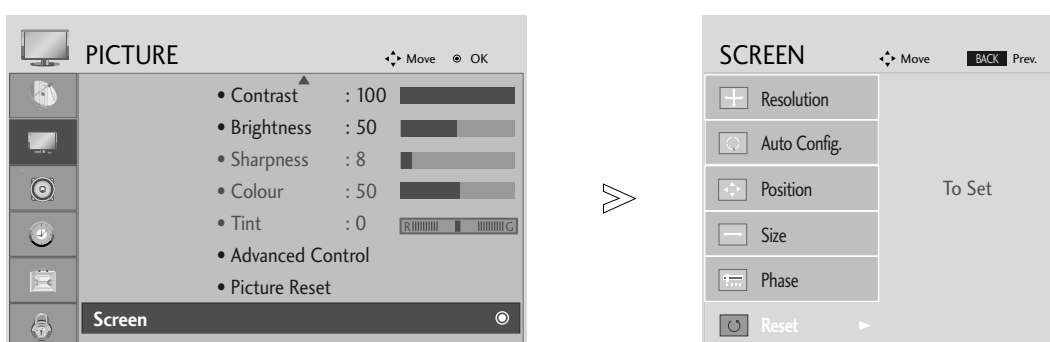 PICTURE Move OK
• Contrast : 100
• Brightness : 50
• Sharpness : 8
• Colour : 50
• Tint : 0 R G
• Advanced Control
• Picture Reset
Screen
SCREEN Move BACK Prev.
Resolution
Auto Config.
Position
To Set
Size
Phase
Reset